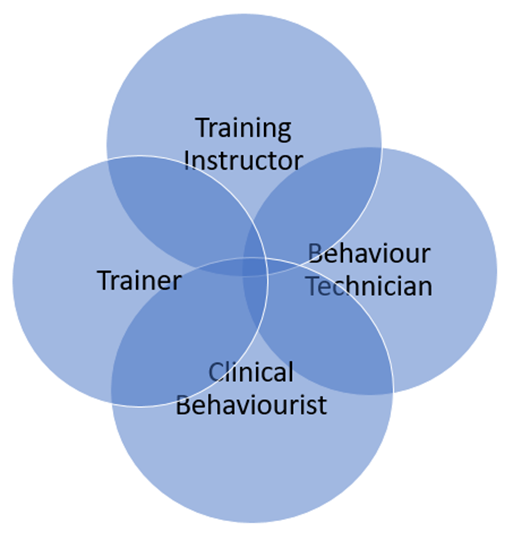 Training
Instructor
Behaviour
Technician
Trainer
Clinical
Behaviourist